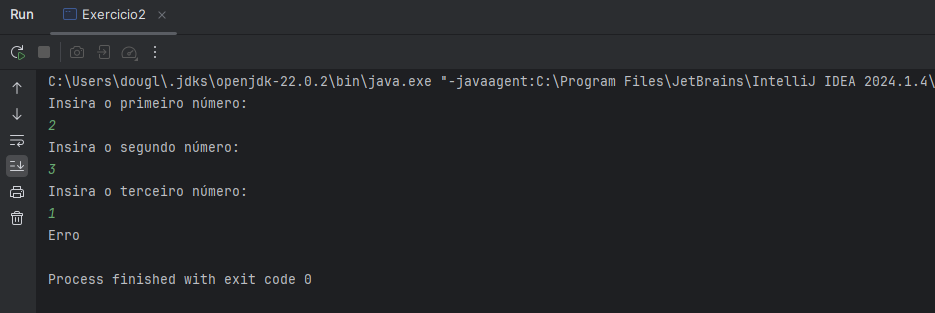 Run
Exercicio2
C:\Users\dougl\.jdks\openjdk-22.0.2\bin\java.exe "-javaagent:C:\Program Files\JetBrains\IntelliJ IDEA 2024.1.4\
Insira o primeiro número:
2
Insira o segundo número:
3
Insira o terceiro número:
1
Erro
Process finished with exit code 0